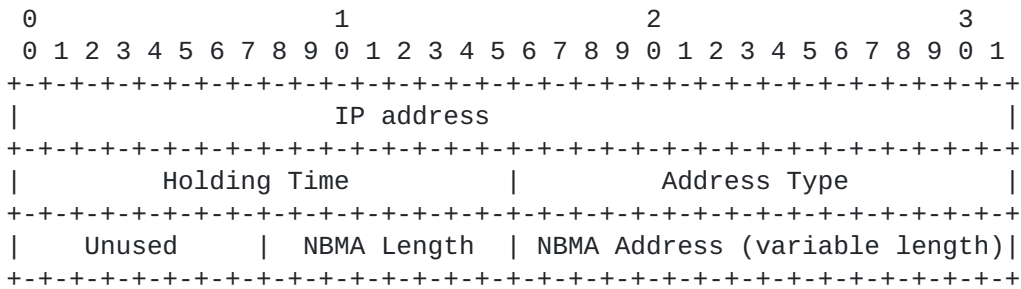 0                   1                   2                   3
 0 1 2 3 4 5 6 7 8 9 0 1 2 3 4 5 6 7 8 9 0 1 2 3 4 5 6 7 8 9 0 1
+-+-+-+-+-+-+-+-+-+-+-+-+-+-+-+-+-+-+-+-+-+-+-+-+-+-+-+-+-+-+-+-+
|                    IP address                                 |
+-+-+-+-+-+-+-+-+-+-+-+-+-+-+-+-+-+-+-+-+-+-+-+-+-+-+-+-+-+-+-+-+
|         Holding Time          |         Address Type          |
+-+-+-+-+-+-+-+-+-+-+-+-+-+-+-+-+-+-+-+-+-+-+-+-+-+-+-+-+-+-+-+-+
|    Unused     |  NBMA Length  | NBMA Address (variable length)|
+-+-+-+-+-+-+-+-+-+-+-+-+-+-+-+-+-+-+-+-+-+-+-+-+-+-+-+-+-+-+-+-+